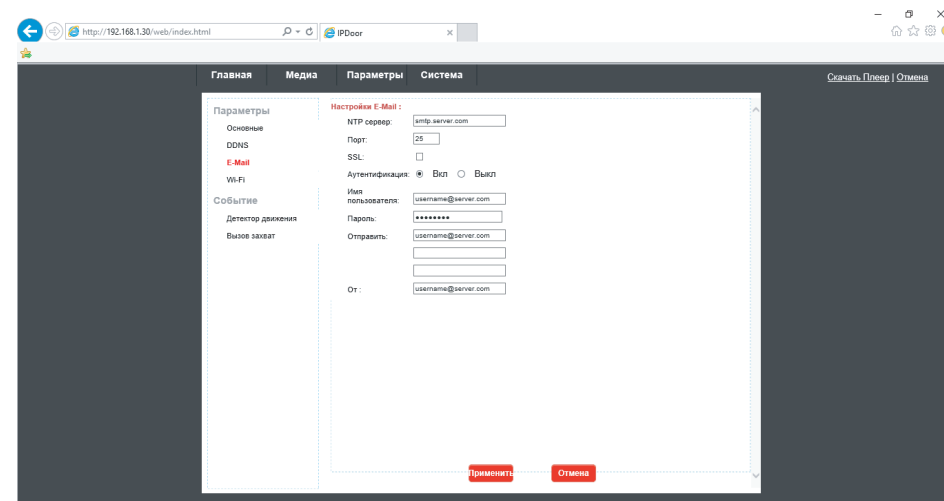 http://192.168.1.30/web/index.html
IPDoor
Главная Медиа Параметры Система
Скачать Плеер | Отмена
Параметры
Основные
DDNS
E-Mail
Wi-Fi
Событие
Детектор движения
Вызов захват
Настройки E-Mail :
NTP сервер: smtp.server.com
Порт: 25
SSL:
Аутентификация: Вкл Выкл
Имя
пользователя: username@server.com
Пароль: ••••••••
Отправить: username@server.com
От : username@server.com
Применить Отмена